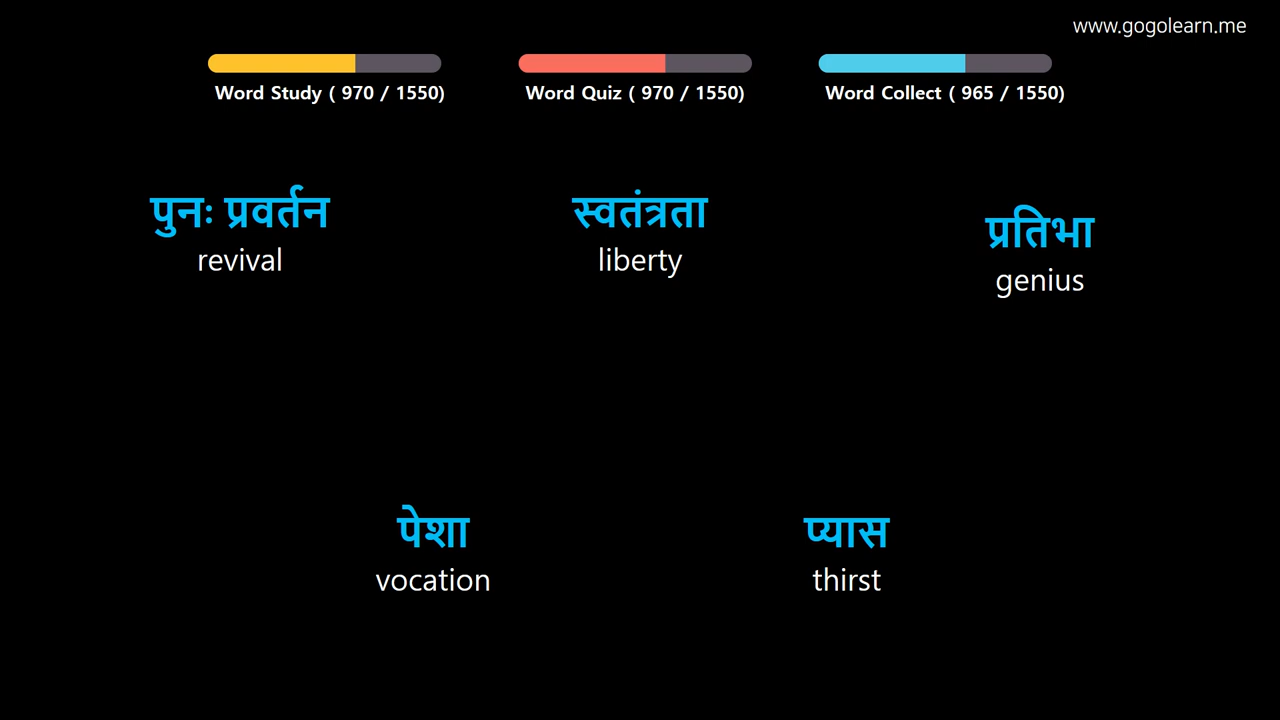 www.gogolearn.me
Word Study ( 970 / 1550)
Word Quiz ( 970 / 1550)
Word Collect ( 965 / 1550)
पुनः प्रवर्तन
revival
स्वतंत्रता
liberty
प्रतिभा
genius
पेशा
vocation
प्यास
thirst